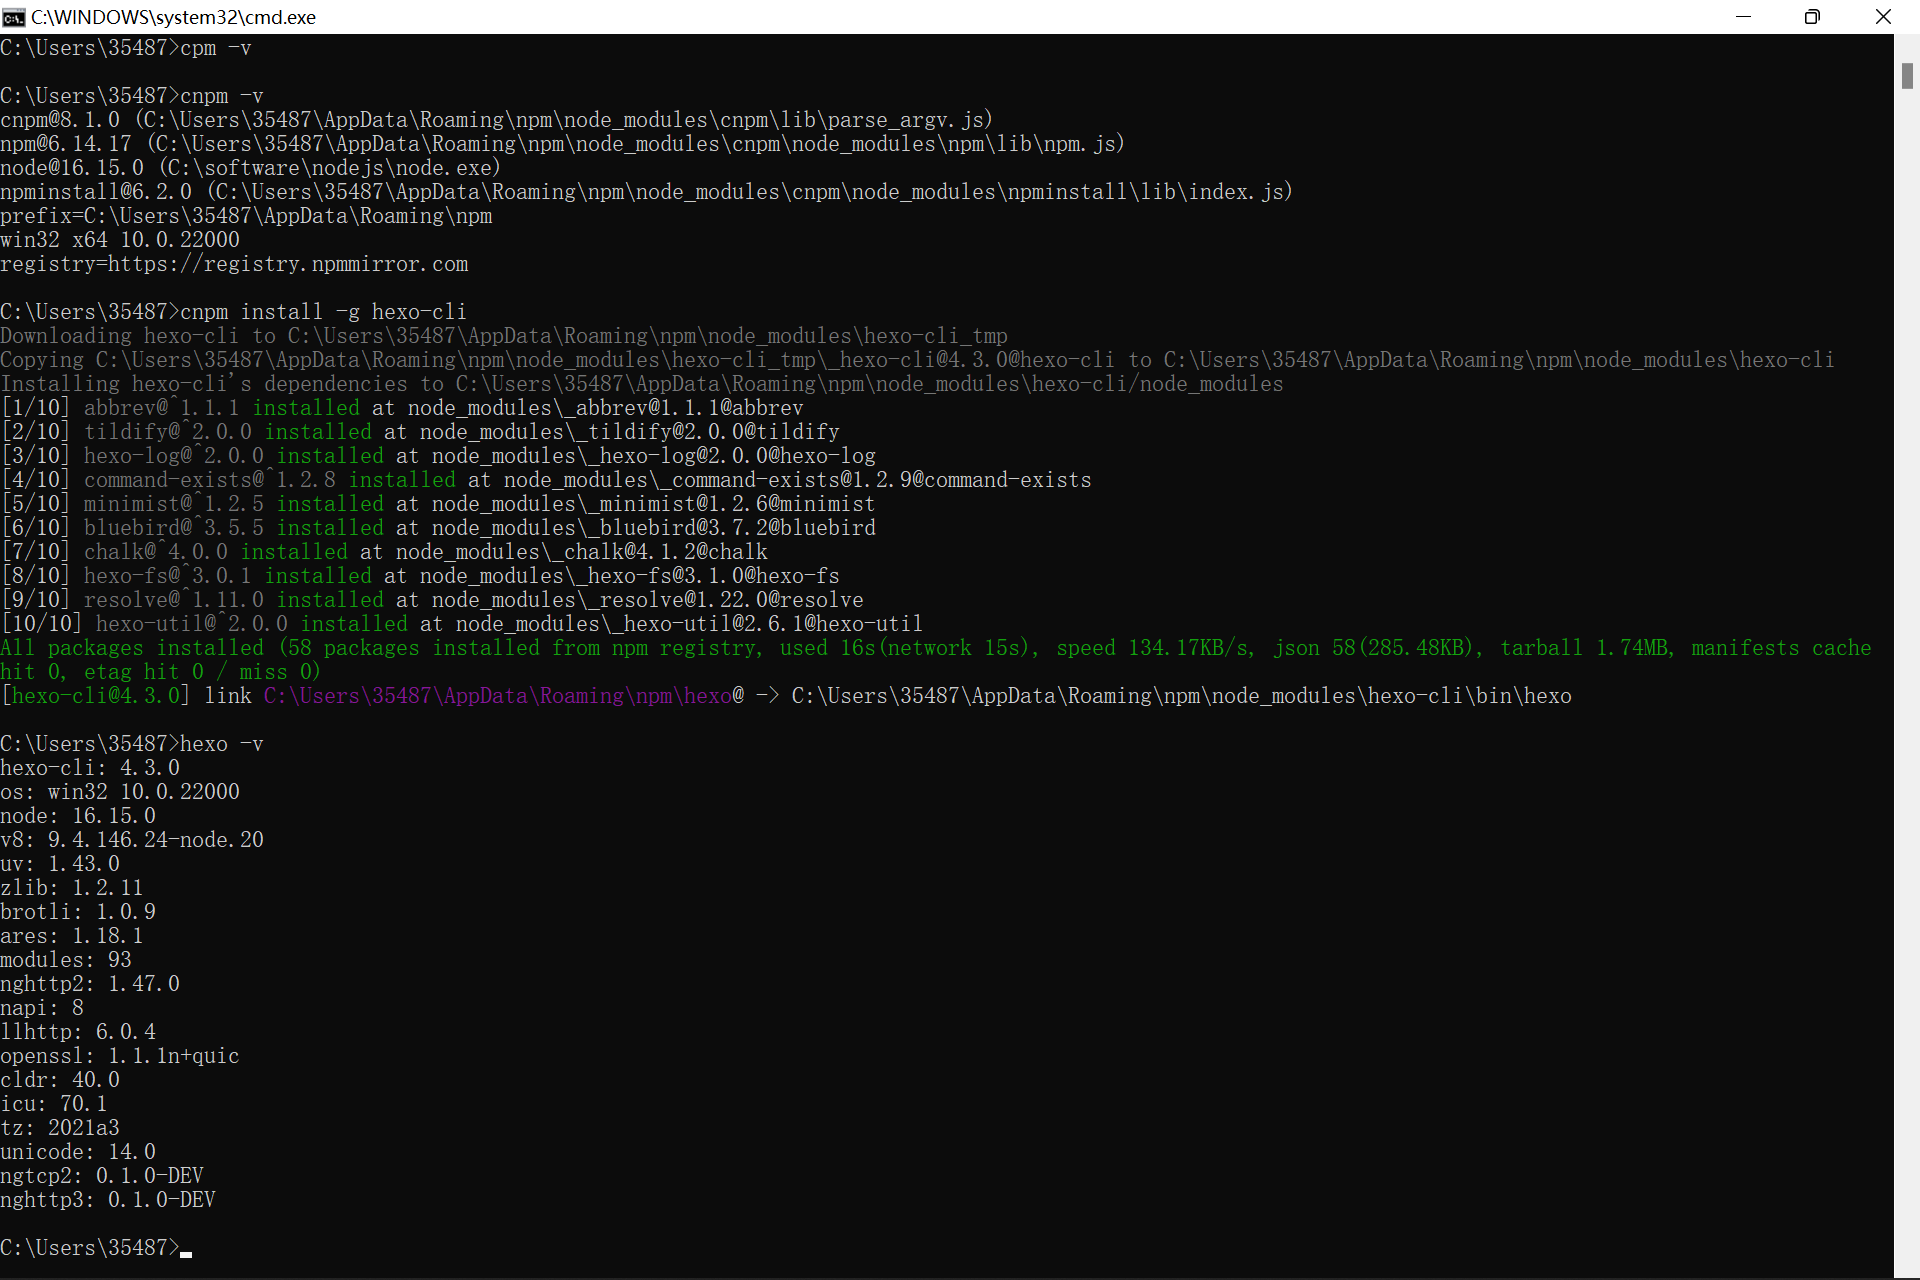 C:\WINDOWS\system32\cmd.exe
C:\Users\35487>cpm -v
C:\Users\35487>cnpm -v
cnpm@8.1.0 (C:\Users\35487\AppData\Roaming\npm\node_modules\cnpm\lib\parse_argv.js)
npm@6.14.17 (C:\Users\35487\AppData\Roaming\npm\node_modules\cnpm\node_modules\npm\lib\npm.js)
node@16.15.0 (C:\software\nodejs\node.exe)
npminstall@6.2.0 (C:\Users\35487\AppData\Roaming\npm\node_modules\cnpm\node_modules\npminstall\lib\index.js)
prefix=C:\Users\35487\AppData\Roaming\npm
win32 x64 10.0.22000
registry=https://registry.npmmirror.com
C:\Users\35487>cnpm install -g hexo-cli
Downloading hexo-cli to C:\Users\35487\AppData\Roaming\npm\node_modules\hexo-cli_tmp
Copying C:\Users\35487\AppData\Roaming\npm\node_modules\hexo-cli_tmp\_hexo-cli@4.3.0@hexo-cli to C:\Users\35487\AppData\Roaming\npm\node_modules\hexo-cli
Installing hexo-cli's dependencies to C:\Users\35487\AppData\Roaming\npm\node_modules\hexo-cli/node_modules
[1/10] abbrev@^1.1.1 installed at node_modules\_abbrev@1.1.1@abbrev
[2/10] tildify@^2.0.0 installed at node_modules\_tildify@2.0.0@tildify
[3/10] hexo-log@^2.0.0 installed at node_modules\_hexo-log@2.0.0@hexo-log
[4/10] command-exists@^1.2.8 installed at node_modules\_command-exists@1.2.9@command-exists
[5/10] minimist@^1.2.5 installed at node_modules\_minimist@1.2.6@minimist
[6/10] bluebird@^3.5.5 installed at node_modules\_bluebird@3.7.2@bluebird
[7/10] chalk@^4.0.0 installed at node_modules\_chalk@4.1.2@chalk
[8/10] hexo-fs@^3.0.1 installed at node_modules\_hexo-fs@3.1.0@hexo-fs
[9/10] resolve@^1.11.0 installed at node_modules\_resolve@1.22.0@resolve
[10/10] hexo-util@^2.0.0 installed at node_modules\_hexo-util@2.6.1@hexo-util
All packages installed (58 packages installed from npm registry, used 16s(network 15s), speed 134.17KB/s, json 58(285.48KB), tarball 1.74MB, manifests cache
hit 0, etag hit 0 / miss 0)
[hexo-cli@4.3.0] link C:\Users\35487\AppData\Roaming\npm\hexo@ -> C:\Users\35487\AppData\Roaming\npm\node_modules\hexo-cli\bin\hexo
C:\Users\35487>hexo -v
hexo-cli: 4.3.0
os: win32 10.0.22000
node: 16.15.0
v8: 9.4.146.24-node.20
uv: 1.43.0
zlib: 1.2.11
brotli: 1.0.9
ares: 1.18.1
modules: 93
nghttp2: 1.47.0
napi: 8
llhttp: 6.0.4
openssl: 1.1.1n+quic
cldr: 40.0
icu: 70.1
tz: 2021a3
unicode: 14.0
ngtcp2: 0.1.0-DEV
nghttp3: 0.1.0-DEV
C:\Users\35487>